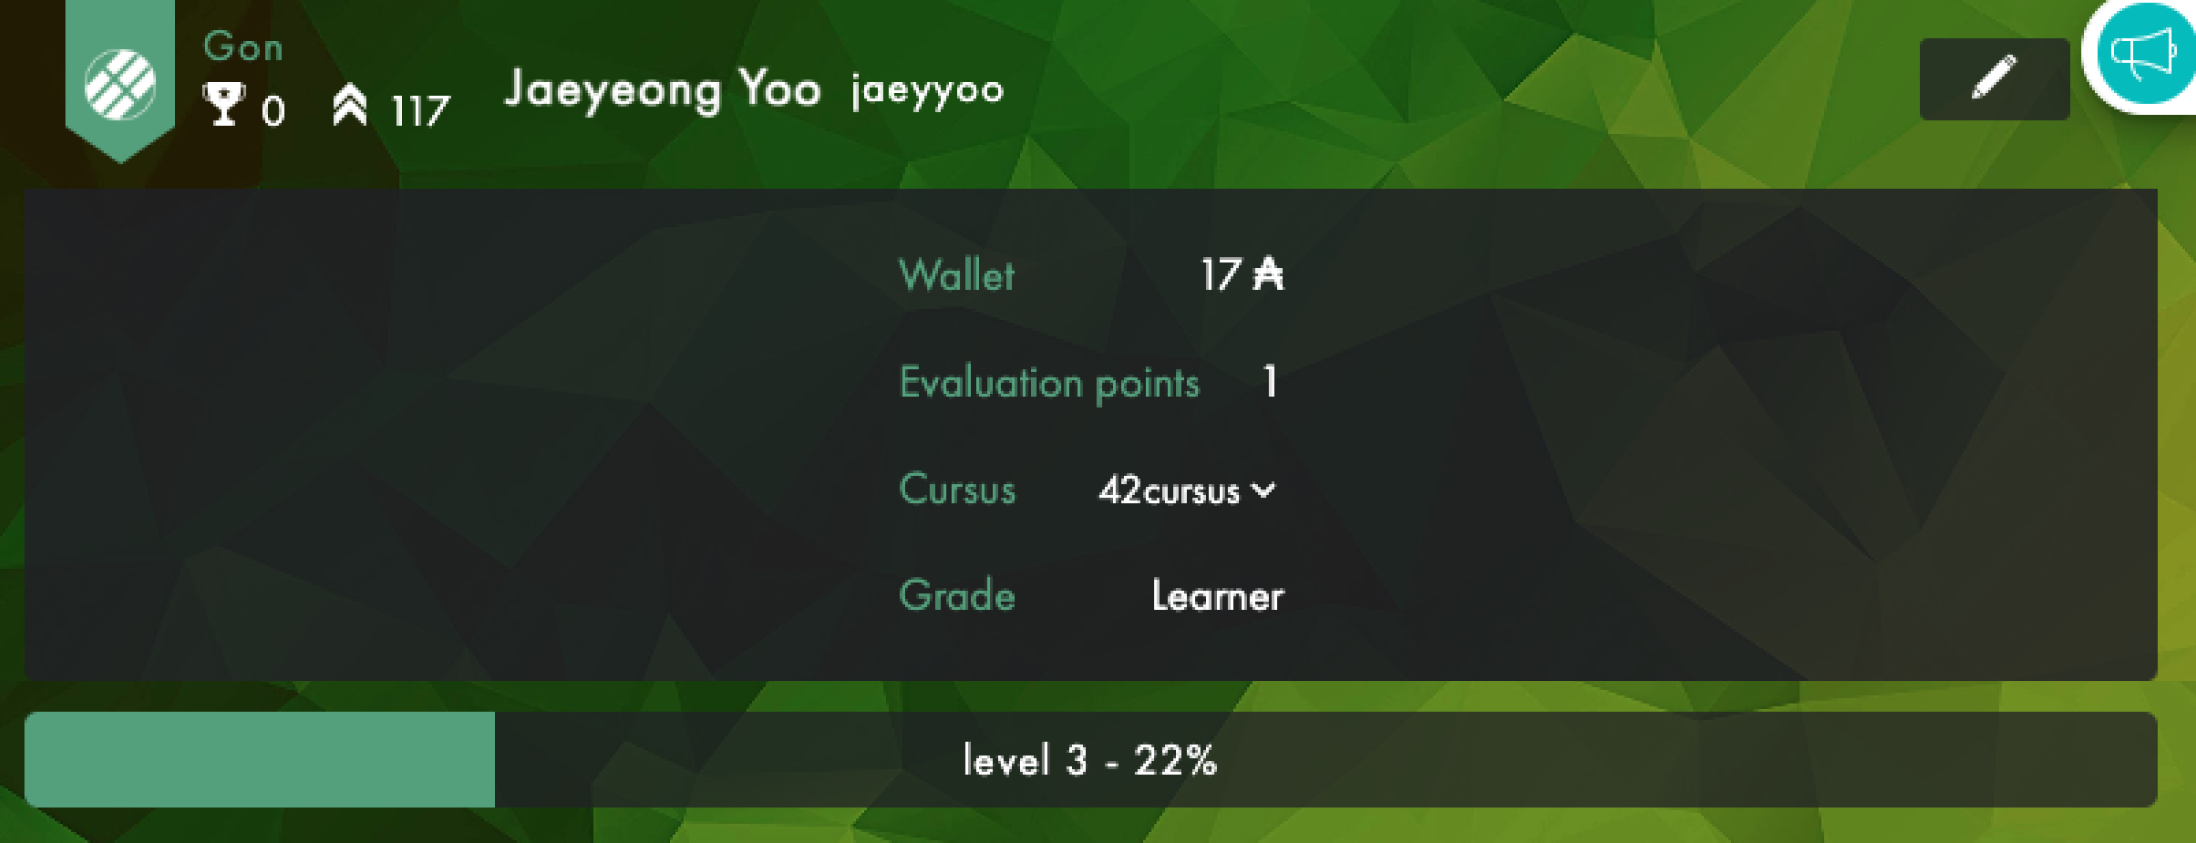 Gon
0 117
Jaeyeong Yoo jaeyyoo
Wallet 17 ₳
Evaluation points 1
Cursus 42cursus
Grade Learner
level 3 - 22%